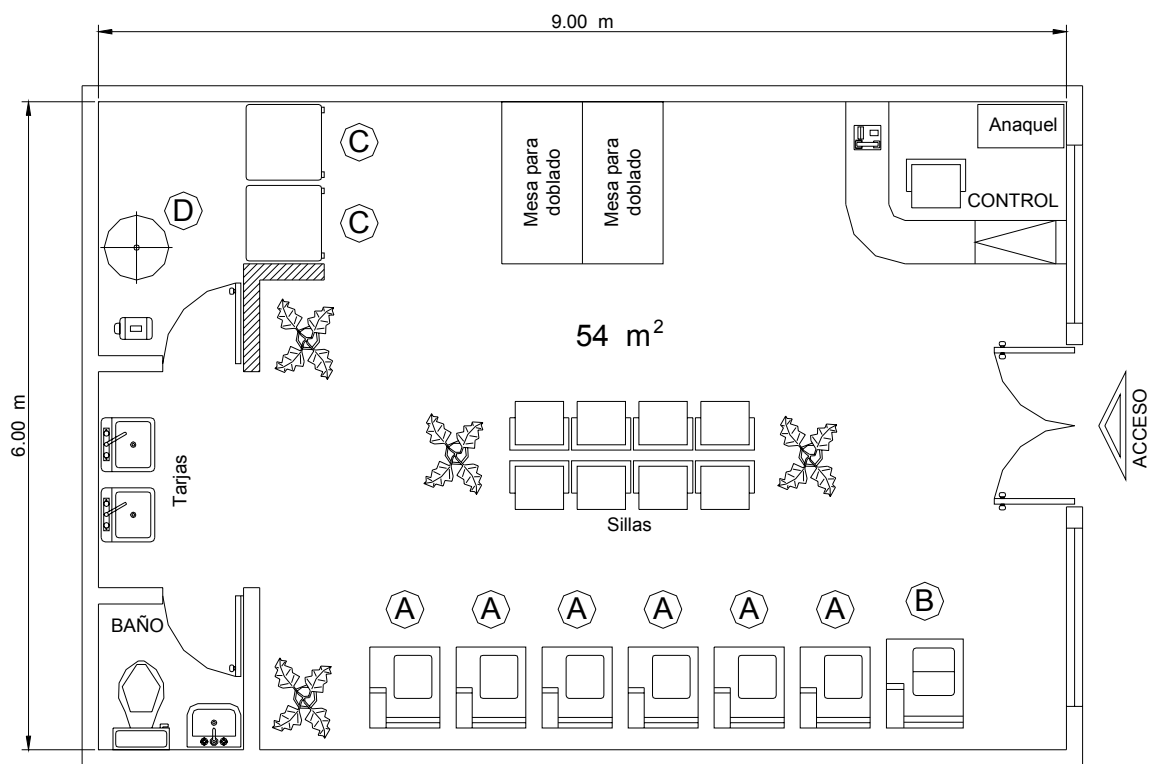 9.00 m
Anaquel
C
Mesa para
doblado
Mesa para
doblado
D
C
CONTROL
54 m²
6.00 m
ACCESO
Tarjas
Sillas
BAÑO
A
A
A
A
A
A
B